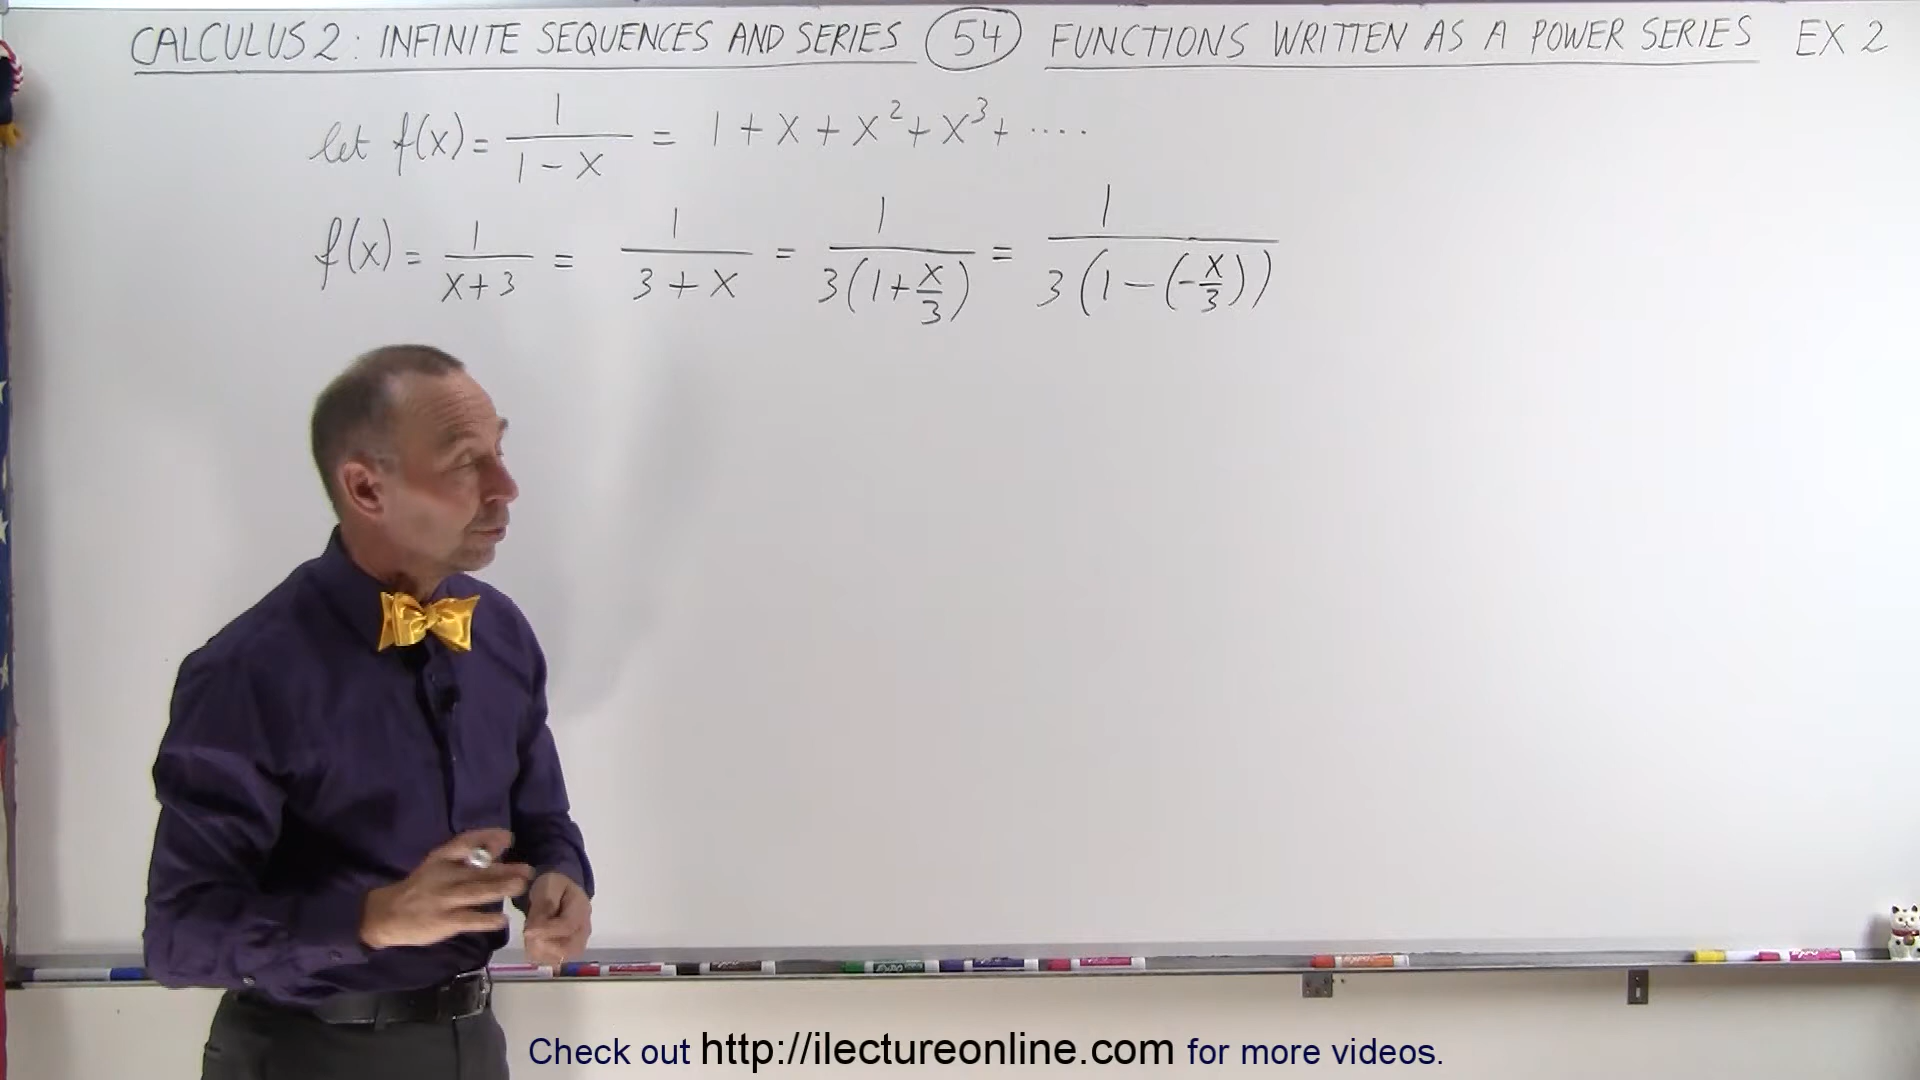 CALCULUS 2: INFINITE SEQUENCES AND SERIES 54 FUNCTIONS WRITTEN AS A POWER SERIES EX 2
let f(x) = 1/(1-x) = 1 + x + x² + x³ + ....
f(x) = 1/(x+3) = 1/(3+x) = 1/(3(1+x/3)) = 1/(3(1-(-x/3)))
Check out http://ilectureonline.com for more videos.